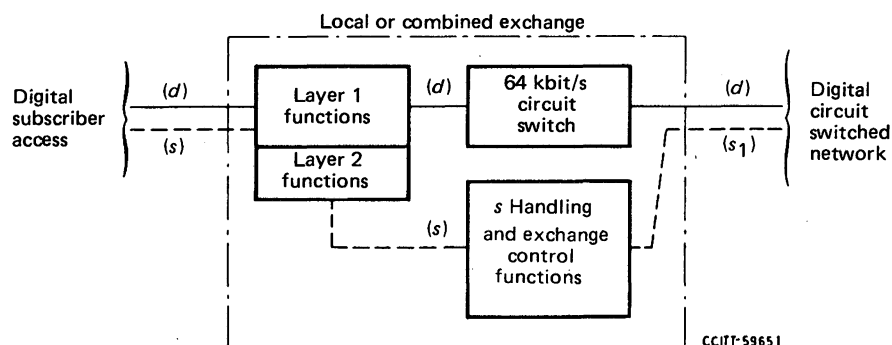 Local or combined exchange
Digital
subscriber
access
(d)
(s)
Layer 1
functions
Layer 2
functions
(d)
64 kbit/s
circuit
switch
(s)
s Handling
and exchange
control
functions
(d)
(s1)
Digital
circuit
switched
network
CCITT-59651